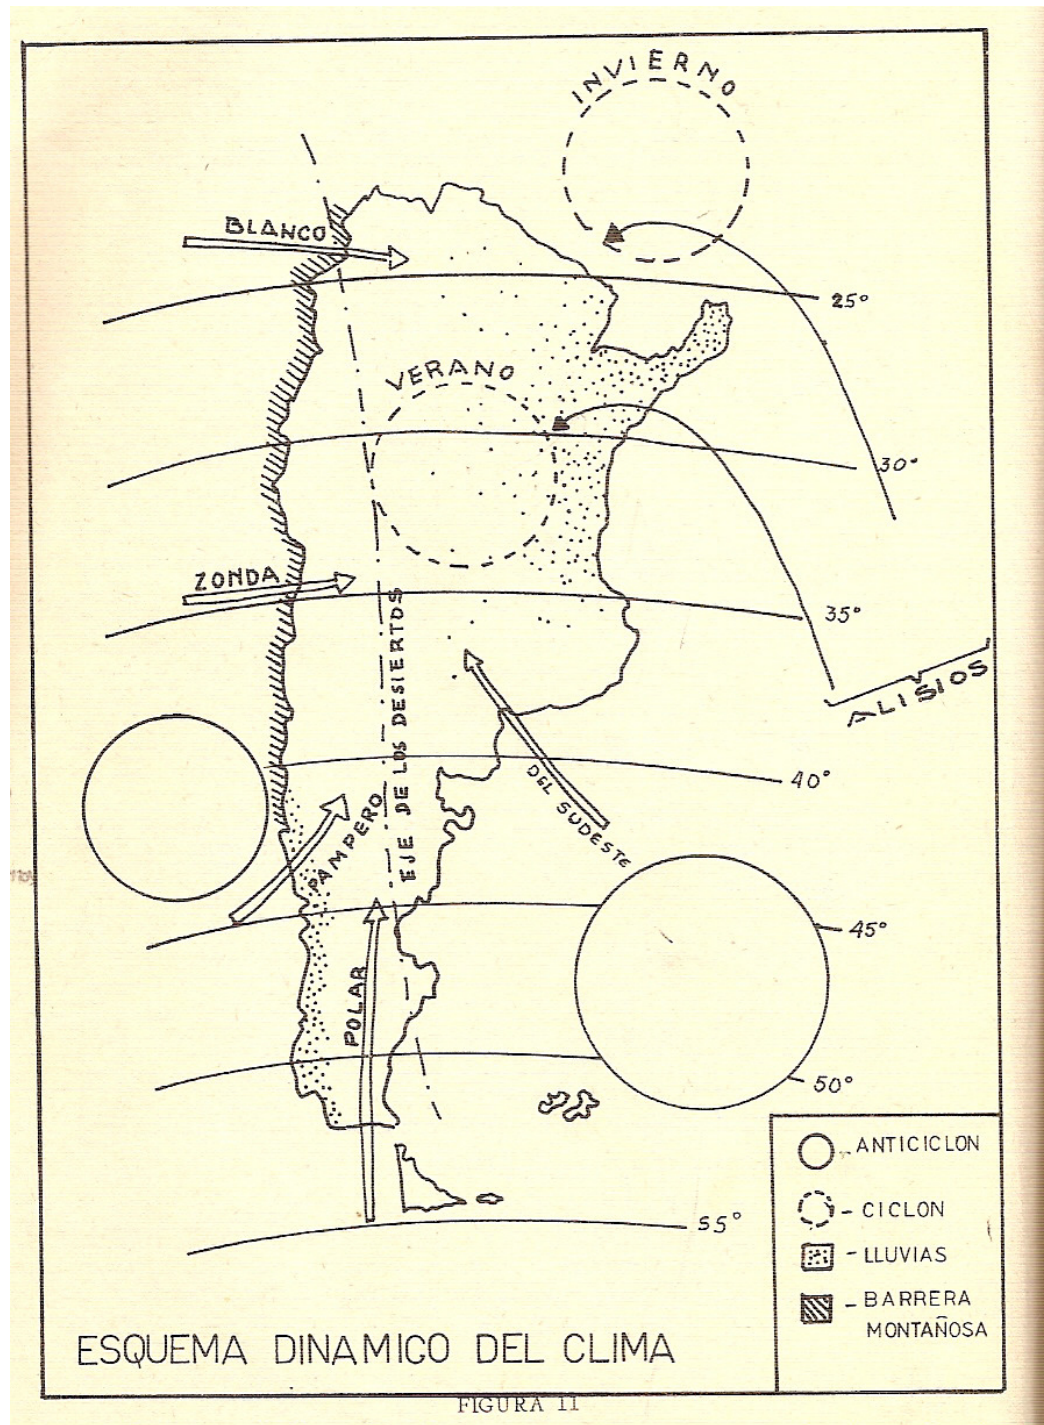 INVIERNO
BLANCO
25°
VERANO
30°
ZONDA
35°
ALISIOS
EJE DE LOS DESIERTOS
40°
DEL SUDESTE
PAMPERO
45°
POLAR
50°
55°
- ANTICICLON
- CICLON
- LLUVIAS
- BARRERA
MONTAÑOSA
ESQUEMA DINAMICO DEL CLIMA
FIGURA II